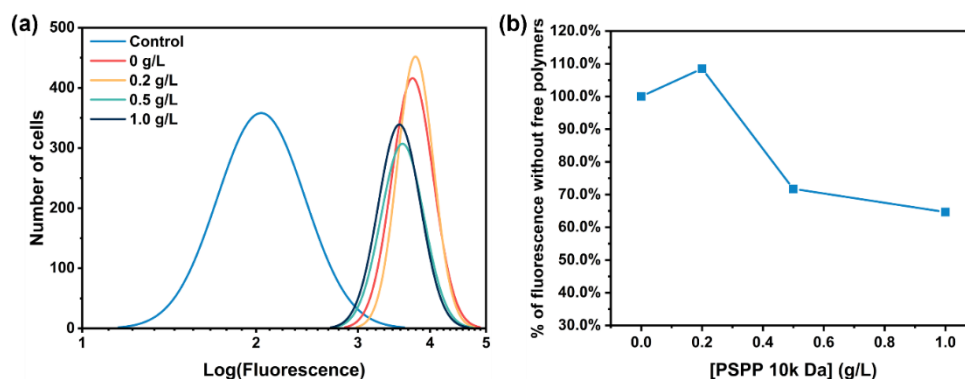 (a)
500
400
300
200
100
0
Number of cells
Control
0 g/L
0.2 g/L
0.5 g/L
1.0 g/L
1
2
3
4
5
Log(Fluorescence)
(b)
120.0%
110.0%
100.0%
90.0%
80.0%
70.0%
60.0%
50.0%
40.0%
30.0%
% of fluorescence without free polymers
0.0
0.2
0.4
0.6
0.8
1.0
[PSPP 10k Da] (g/L)